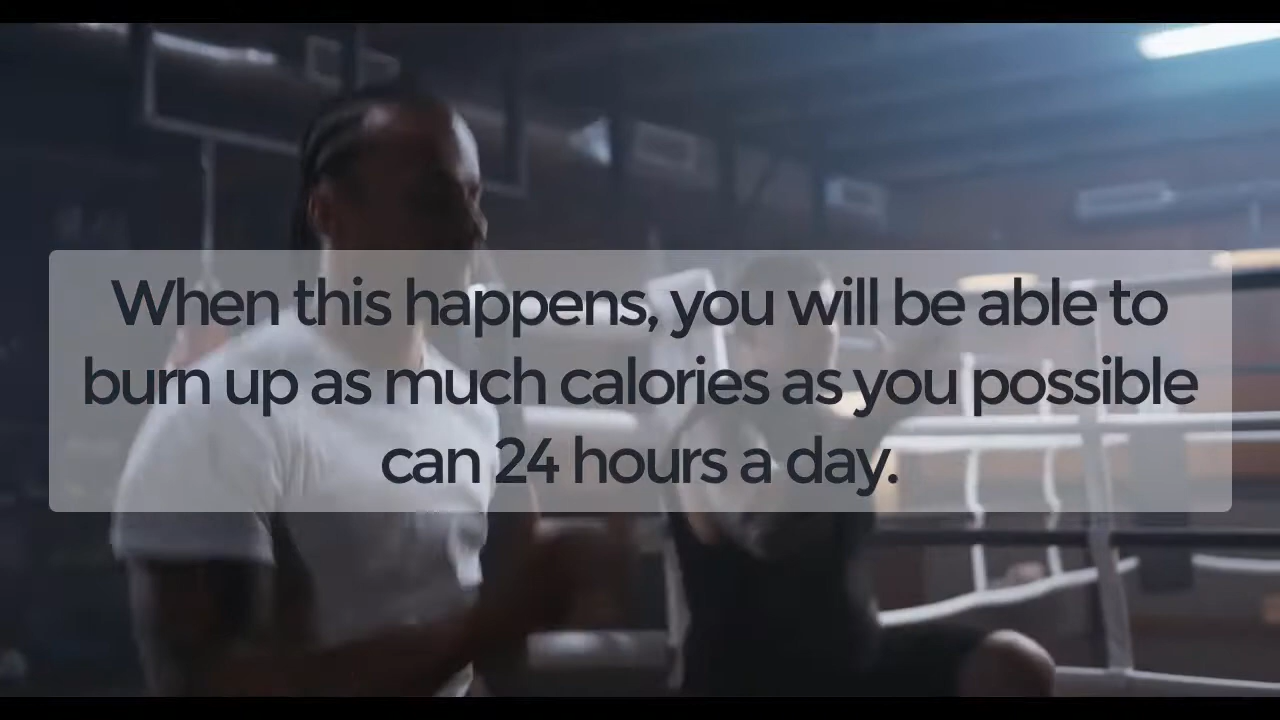 When this happens, you will be able to
burn up as much calories as you possible
can 24 hours a day.